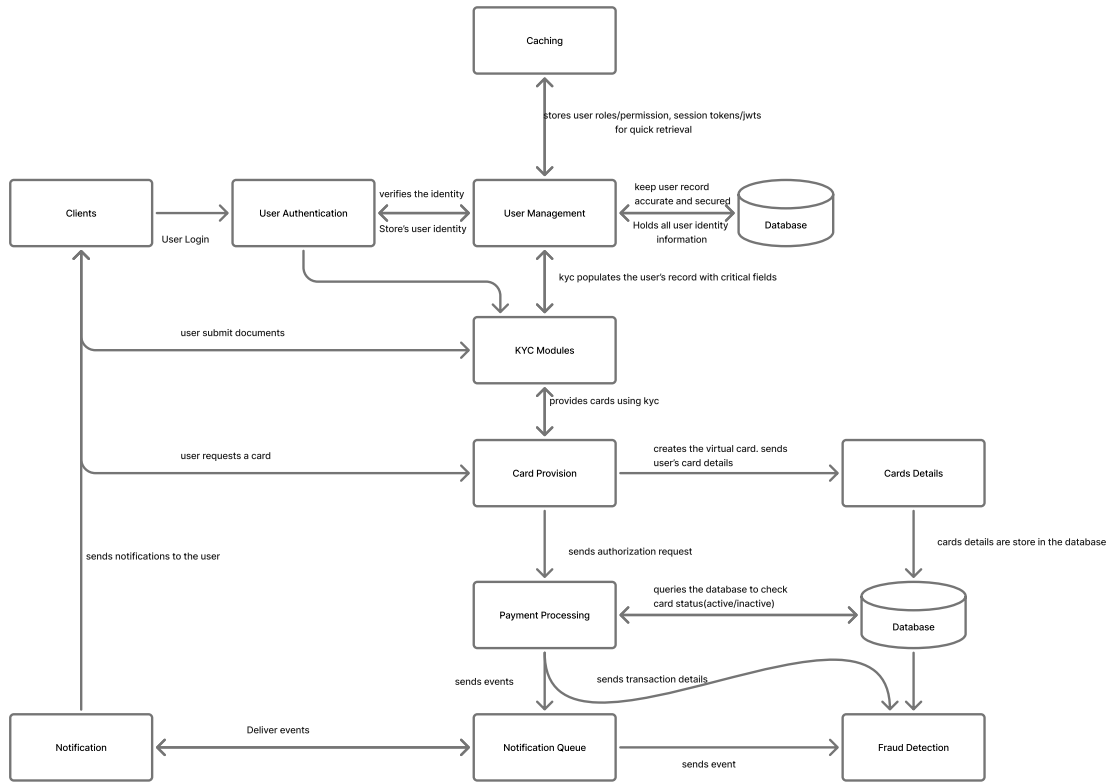 Caching
stores user roles/permission, session tokens/jwts
for quick retrieval
Clients
User Login
User Authentication
verifies the identity
Store's user identity
User Management
keep user record
accurate and secured
Holds all user identity
information
Database
kyc populates the user's record with critical fields
user submit documents
KYC Modules
provides cards using kyc
user requests a card
Card Provision
creates the virtual card. sends
user's card details
Cards Details
sends notifications to the user
sends authorization request
cards details are store in the database
Payment Processing
queries the database to check
card status(active/inactive)
Database
sends events
sends transaction details
Notification
Deliver events
Notification Queue
sends event
Fraud Detection